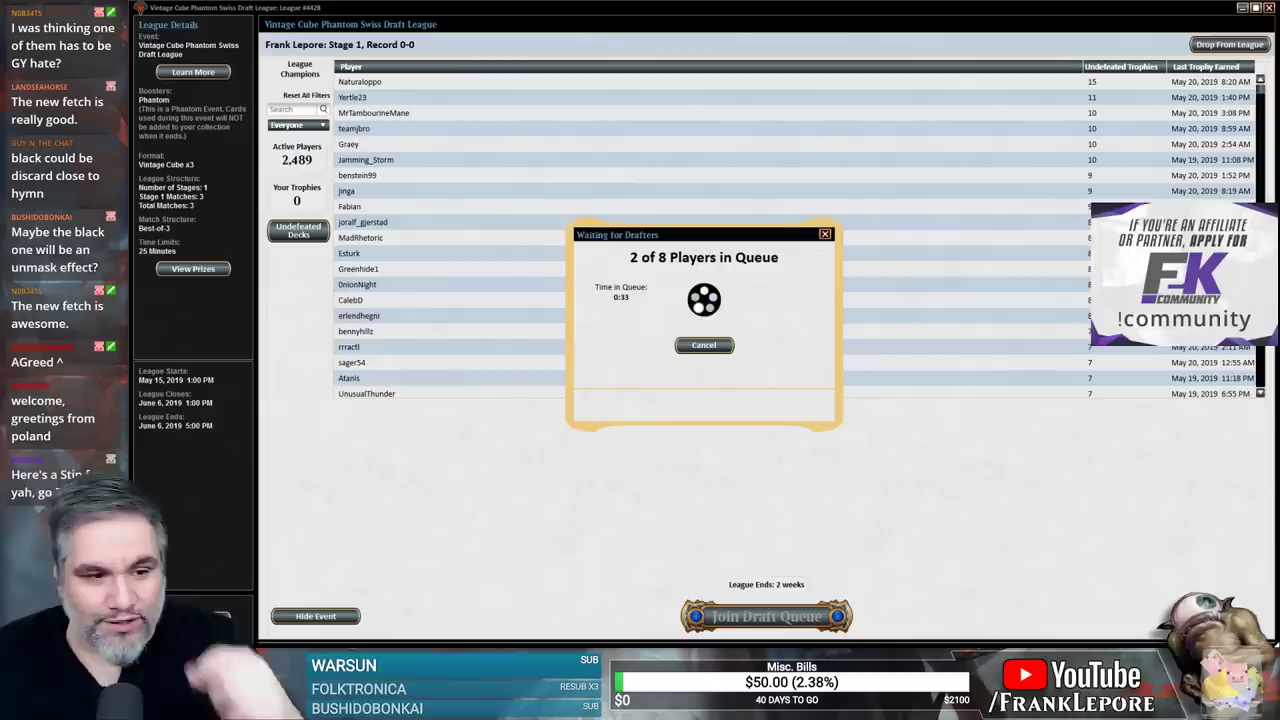 Vintage Cube Phantom Swiss Draft League: League #4428
N0B34TS
I was thinking one
of them has to be
GY hate?
LANDSEAHORSE
The new fetch is
really good.
GUY_N_THE_CHAT
black could be
discard close to
hymn
BUSHIDOBONKAI
Maybe the black
one will be an
unmask effect?
N0B34TS
The new fetch is
awesome.
AGreed ^
welcome,
greetings from
poland
Here's a
yah, go
League Details
Event:
Vintage Cube Phantom Swiss
Draft League
Learn More
Boosters:
Phantom
(This is a Phantom Event. Cards
used during this event will NOT
be added to your collection
when it ends.)
Format:
Vintage Cube x3
League Structure:
Number of Stages: 1
Stage 1 Matches: 3
Total Matches: 3
Match Structure:
Best-of-3
Time Limits:
25 Minutes
View Prizes
League Starts:
May 15, 2019 1:00 PM
League Closes:
June 6, 2019 1:00 PM
League Ends:
June 6, 2019 5:00 PM
Vintage Cube Phantom Swiss Draft League
Frank Lepore: Stage 1, Record 0-0
Drop From League
League
Champions
Reset All Filters
Search
Everyone
Active Players
2,489
Your Trophies
0
Undefeated
Decks
Player Undefeated Trophies Last Trophy Earned
Naturaloppo 15 May 20, 2019 8:20 AM
Yertle23 11 May 20, 2019 1:40 PM
MrTambourineMane 10 May 20, 2019 3:08 PM
teamjbro 10 May 20, 2019 8:59 AM
Graey 10 May 20, 2019 2:54 AM
Jamming_Storm 10 May 19, 2019 11:08 PM
benstein99 9 May 20, 2019 1:52 PM
jinga 9 May 20, 2019 8:19 AM
Fabian
joralf_gjerstad
MadRhetoric
Esturk
Greenhide1
0nionNight
CalebD
erlendhegni
bennyhillz
rrractl
sager54 7 May 20, 2019 12:55 AM
Atanis 7 May 19, 2019 11:18 PM
UnusualThunder 7 May 19, 2019 6:55 PM
Waiting for Drafters
2 of 8 Players in Queue
Time in Queue:
0:33
Cancel
IF YOU'RE AN AFFILIATE
OR PARTNER, APPLY FOR
COMMUNITY
!community
League Ends: 2 weeks
Hide Event
Join Draft Queue
WARSUN SUB
FOLKTRONICA RESUB X3
BUSHIDOBONKAI SUB
Misc. Bills
$50.00 (2.38%)
$0 40 DAYS TO GO $2100
YouTube
/FRANKLEPORE